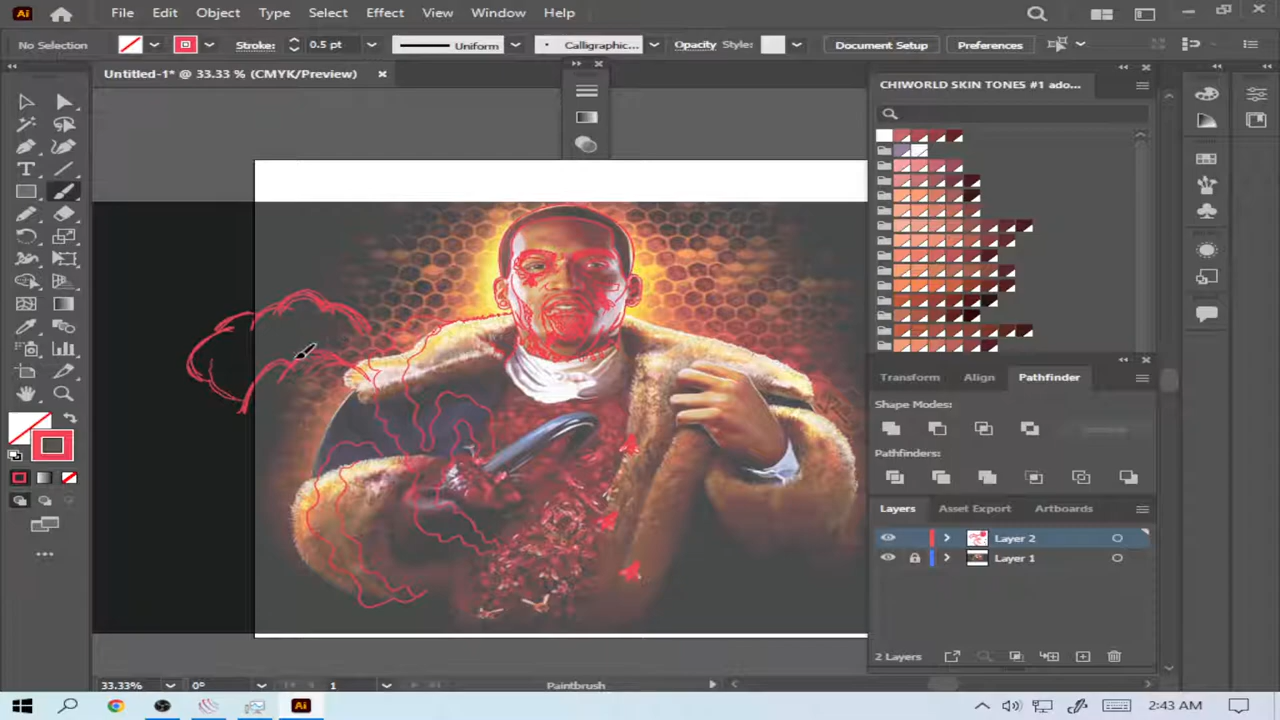 Ai File Edit Object Type Select Effect View Window Help
No Selection Stroke: 0.5 pt Uniform Calligraphic... Opacity Style: Document Setup Preferences
Untitled-1* @ 33.33 % (CMYK/Preview)
CHIWORLD SKIN TONES #1 ado...
Transform Align Pathfinder
Shape Modes:
Pathfinders:
Layers Asset Export Artboards
Layer 2
Layer 1
2 Layers
33.33% 0° 1 Paintbrush
Ai 2:43 AM